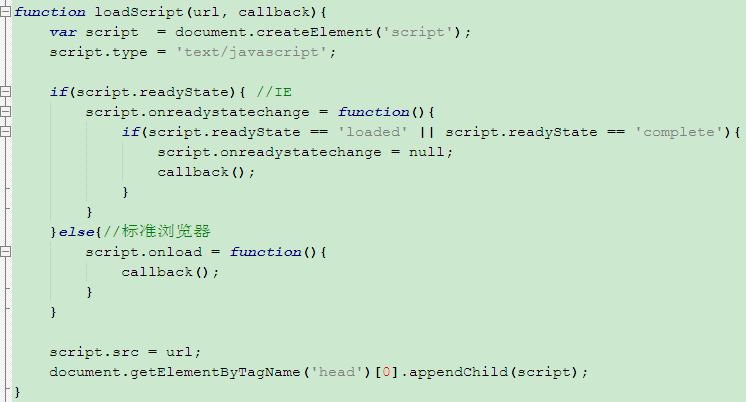 function loadScript(url, callback){
    var script  = document.createElement('script');
    script.type = 'text/javascript';

    if(script.readyState){ //IE
        script.onreadystatechange = function(){
            if(script.readyState == 'loaded' || script.readyState == 'complete'){
                script.onreadystatechange = null;
                callback();
            }
        }
    }else{//标准浏览器
        script.onload = function(){
            callback();
        }
    }

    script.src = url;
    document.getElementByTagName('head')[0].appendChild(script);
}